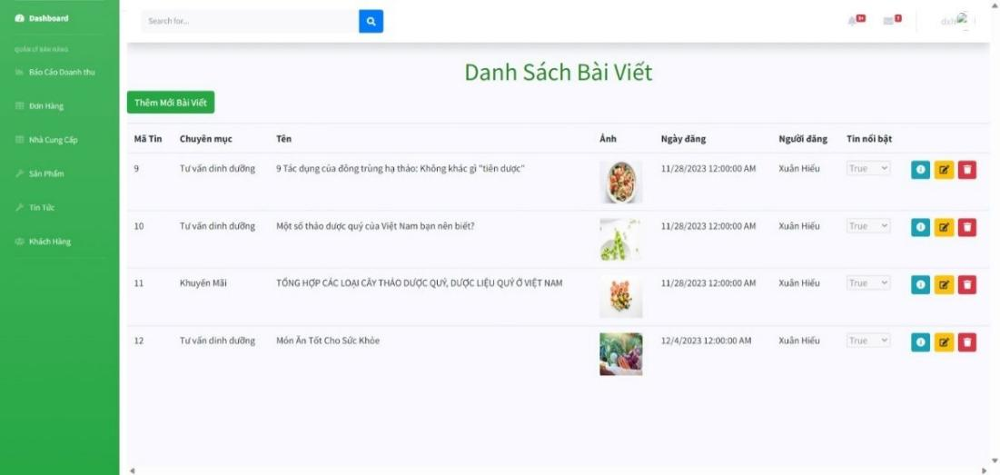 Dashboard
Search for...
3+
7
QUẢN LÝ BÁN HÀNG
Báo Cáo Doanh thu
Đơn Hàng
Nhà Cung Cấp
Sản Phẩm
Tin Tức
Khách Hàng
Danh Sách Bài Viết
Thêm Mới Bài Viết
Mã Tin Chuyên mục Tên Ảnh Ngày đăng Người đăng Tin nổi bật
9 Tư vấn dinh dưỡng 9 Tác dụng của đông trùng hạ thảo: Không khác gì "tiên dược" 11/28/2023 12:00:00 AM Xuân Hiếu True
10 Tư vấn dinh dưỡng Một số thảo dược quý của Việt Nam bạn nên biết? 11/28/2023 12:00:00 AM Xuân Hiếu True
11 Khuyến Mãi TỔNG HỢP CÁC LOẠI CÂY THẢO DƯỢC QUÝ, DƯỢC LIỆU QUÝ Ở VIỆT NAM 11/28/2023 12:00:00 AM Xuân Hiếu True
12 Tư vấn dinh dưỡng Món Ăn Tốt Cho Sức Khỏe 12/4/2023 12:00:00 AM Xuân Hiếu True